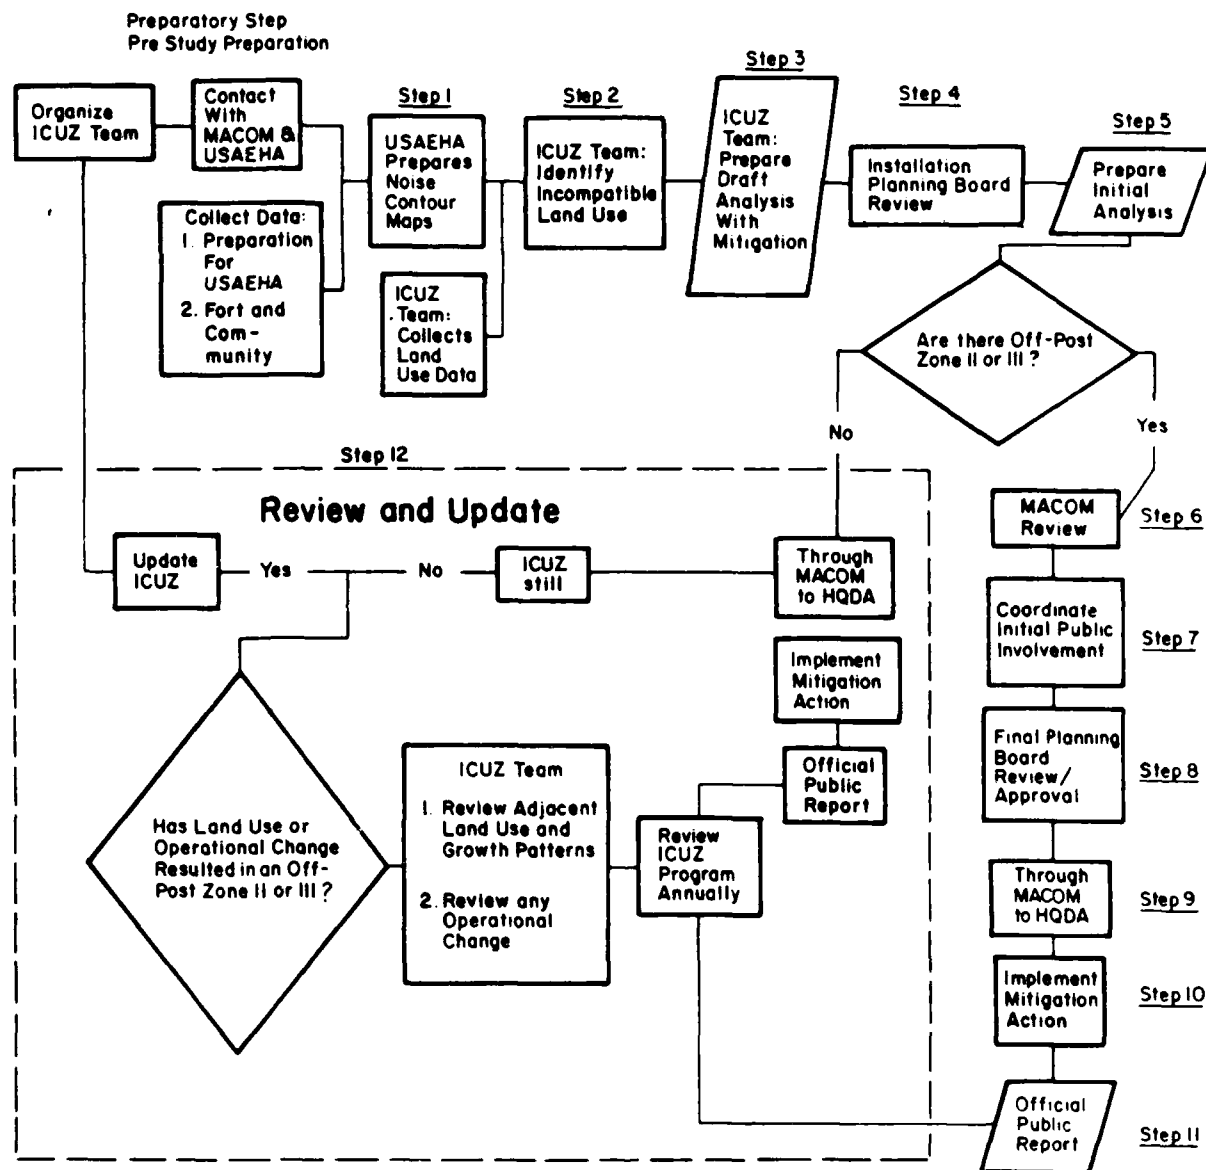 Preparatory Step
Pre Study Preparation
Organize
ICUZ Team
Contact
With
MACOM &
USAEHA
Collect Data:
1. Preparation
For
USAEHA
2. Fort and
Com-
munity
Step 1
USAEHA
Prepares
Noise
Contour
Maps
ICUZ
Team:
Collects
Land
Use Data
Step 2
ICUZ Team:
Identify
Incompatible
Land Use
Step 3
ICUZ
Team:
Prepare
Draft
Analysis
With
Mitigation
Step 4
Installation
Planning Board
Review
Step 5
Prepare
Initial
Analysis
Are there Off-Post
Zone II or III ?
No
Yes
Step 12
Review and Update
Update
ICUZ
Yes
No
ICUZ
still
Through
MACOM
to HQDA
Implement
Mitigation
Action
Official
Public
Report
Has Land Use or
Operational Change
Resulted in an Off-
Post Zone II or III ?
ICUZ Team
1. Review Adjacent
Land Use and
Growth Patterns
2. Review any
Operational
Change
Review
ICUZ
Program
Annually
MACOM
Review
Step 6
Coordinate
Initial Public
Involvement
Step 7
Final Planning
Board
Review/
Approval
Step 8
Through
MACOM
to HQDA
Step 9
Implement
Mitigation
Action
Step 10
Official
Public
Report
Step 11